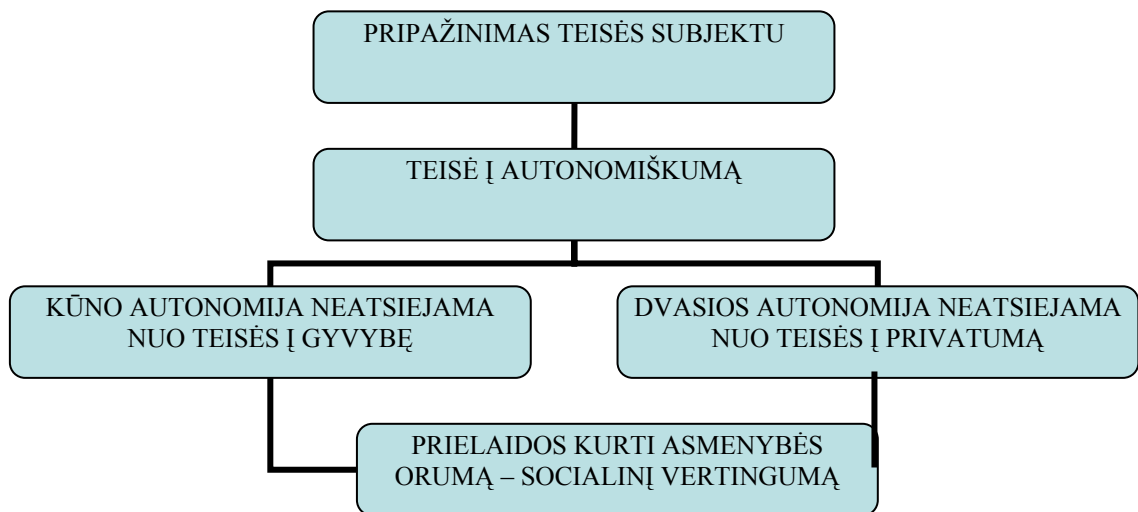 PRIPAŽINIMAS TEISĖS SUBJEKTU
TEISĖ Į AUTONOMIŠKUMĄ
KŪNO AUTONOMIJA NEATSIEJAMA
NUO TEISĖS Į GYVYBĘ
DVASIOS AUTONOMIJA NEATSIEJAMA
NUO TEISĖS Į PRIVATUMĄ
PRIELAIDOS KURTI ASMENYBĖS
ORUMĄ – SOCIALINĮ VERTINGUMĄ